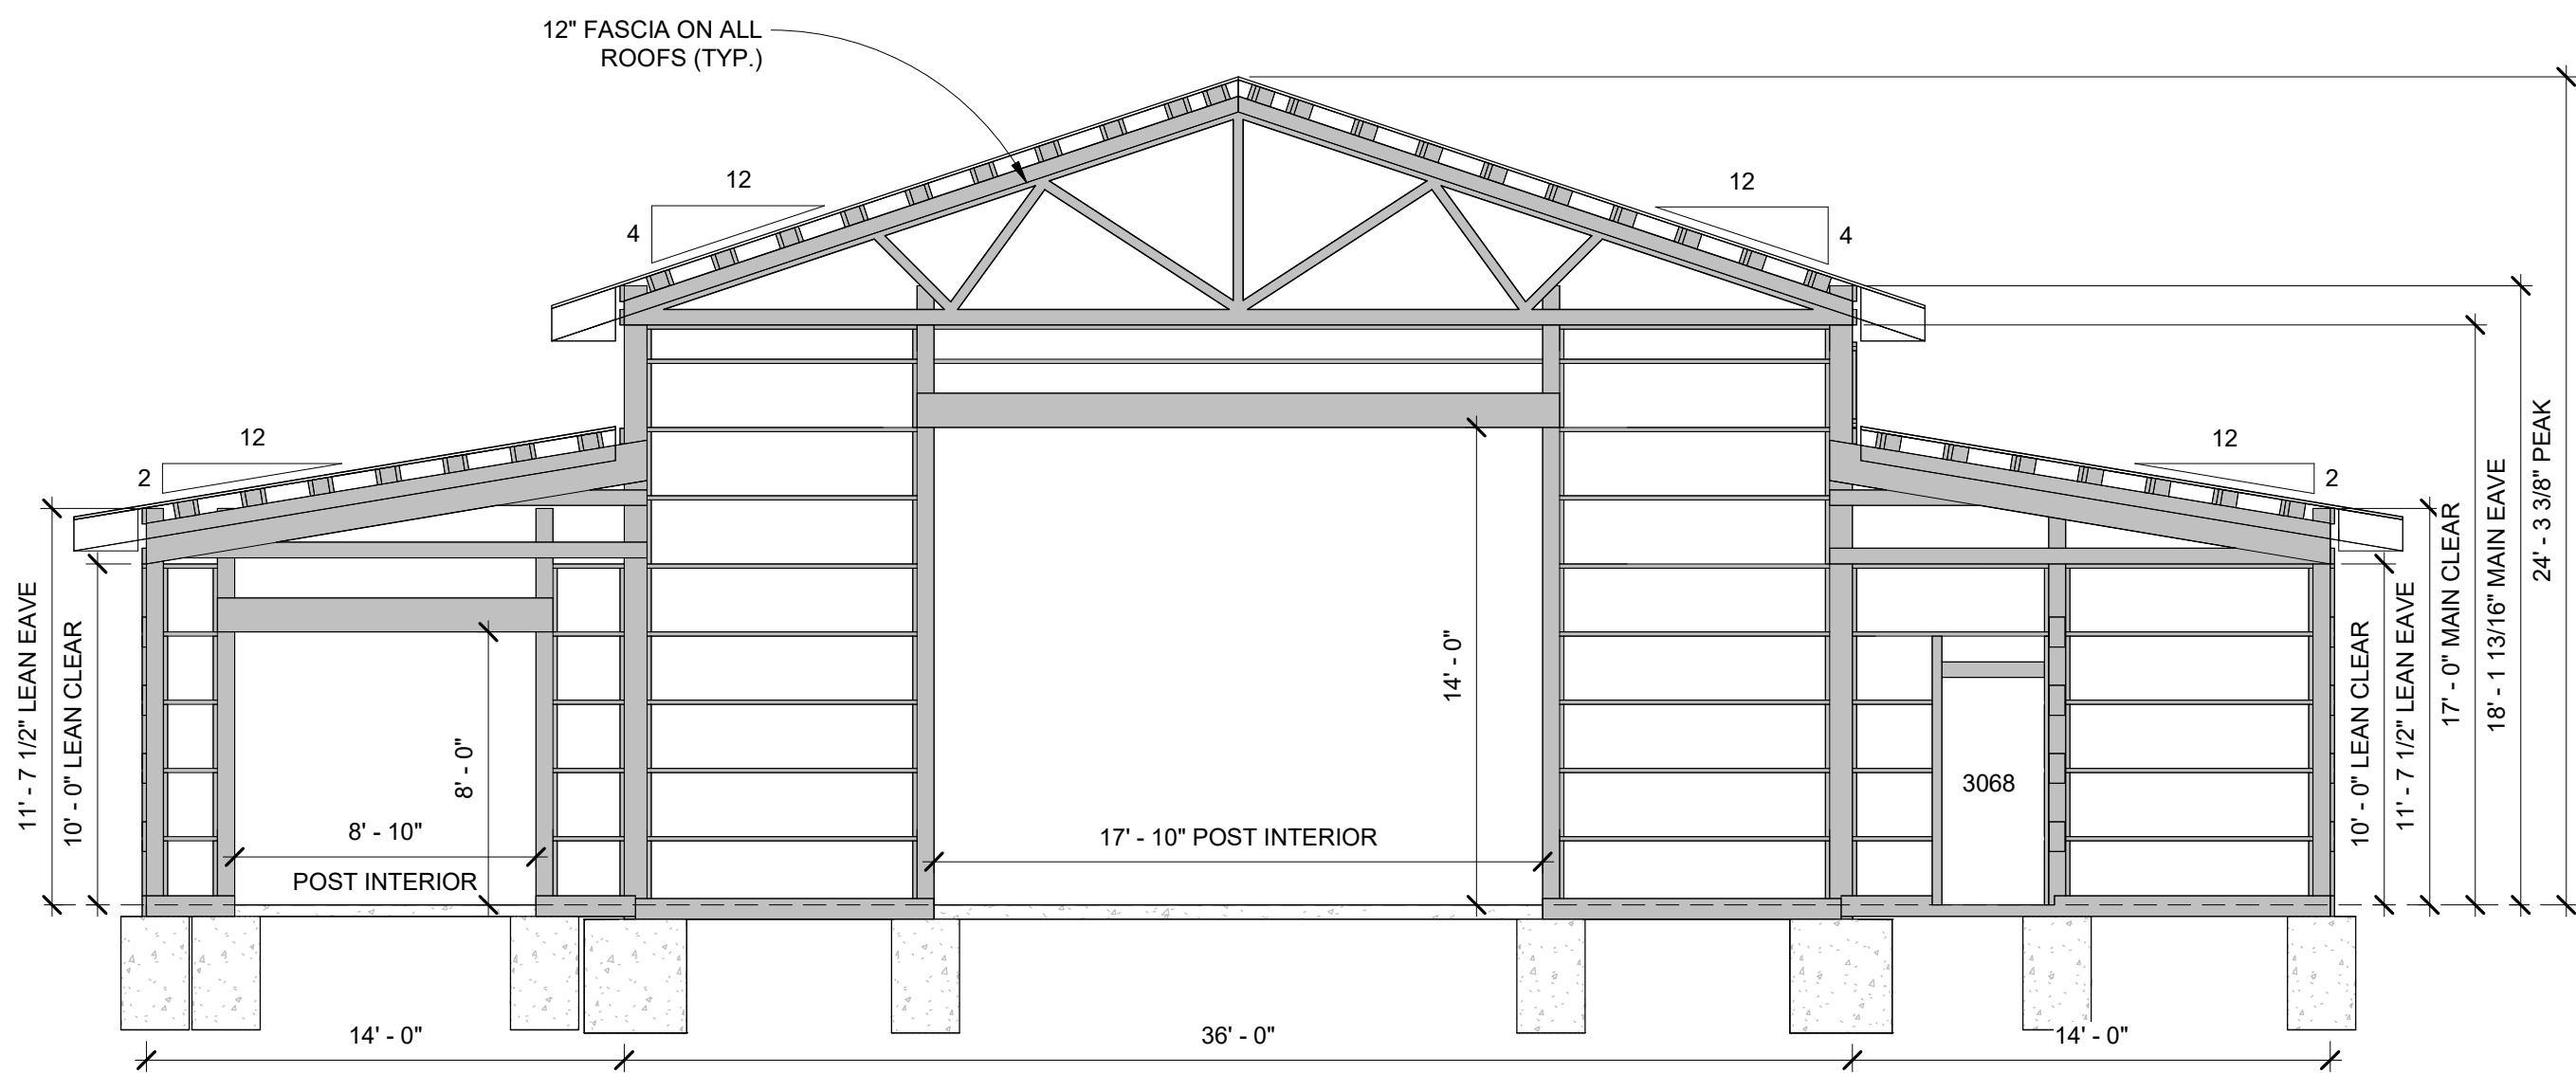 12" FASCIA ON ALL
ROOFS (TYP.)
12
4
12
4
12
2
12
2
11' - 7 1/2" LEAN EAVE
10' - 0" LEAN CLEAR
8' - 0"
8' - 10"
POST INTERIOR
17' - 10" POST INTERIOR
14' - 0"
3068
10' - 0" LEAN CLEAR
11' - 7 1/2" LEAN EAVE
17' - 0" MAIN CLEAR
18' - 1 13/16" MAIN EAVE
24' - 3 3/8" PEAK
14' - 0"
36' - 0"
14' - 0"